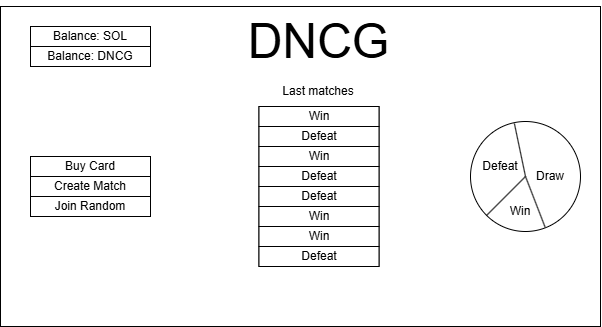 Balance: SOL
Balance: DNCG
DNCG
Last matches
Win
Defeat
Win
Defeat
Defeat
Win
Win
Defeat
Buy Card
Create Match
Join Random
Defeat
Draw
Win